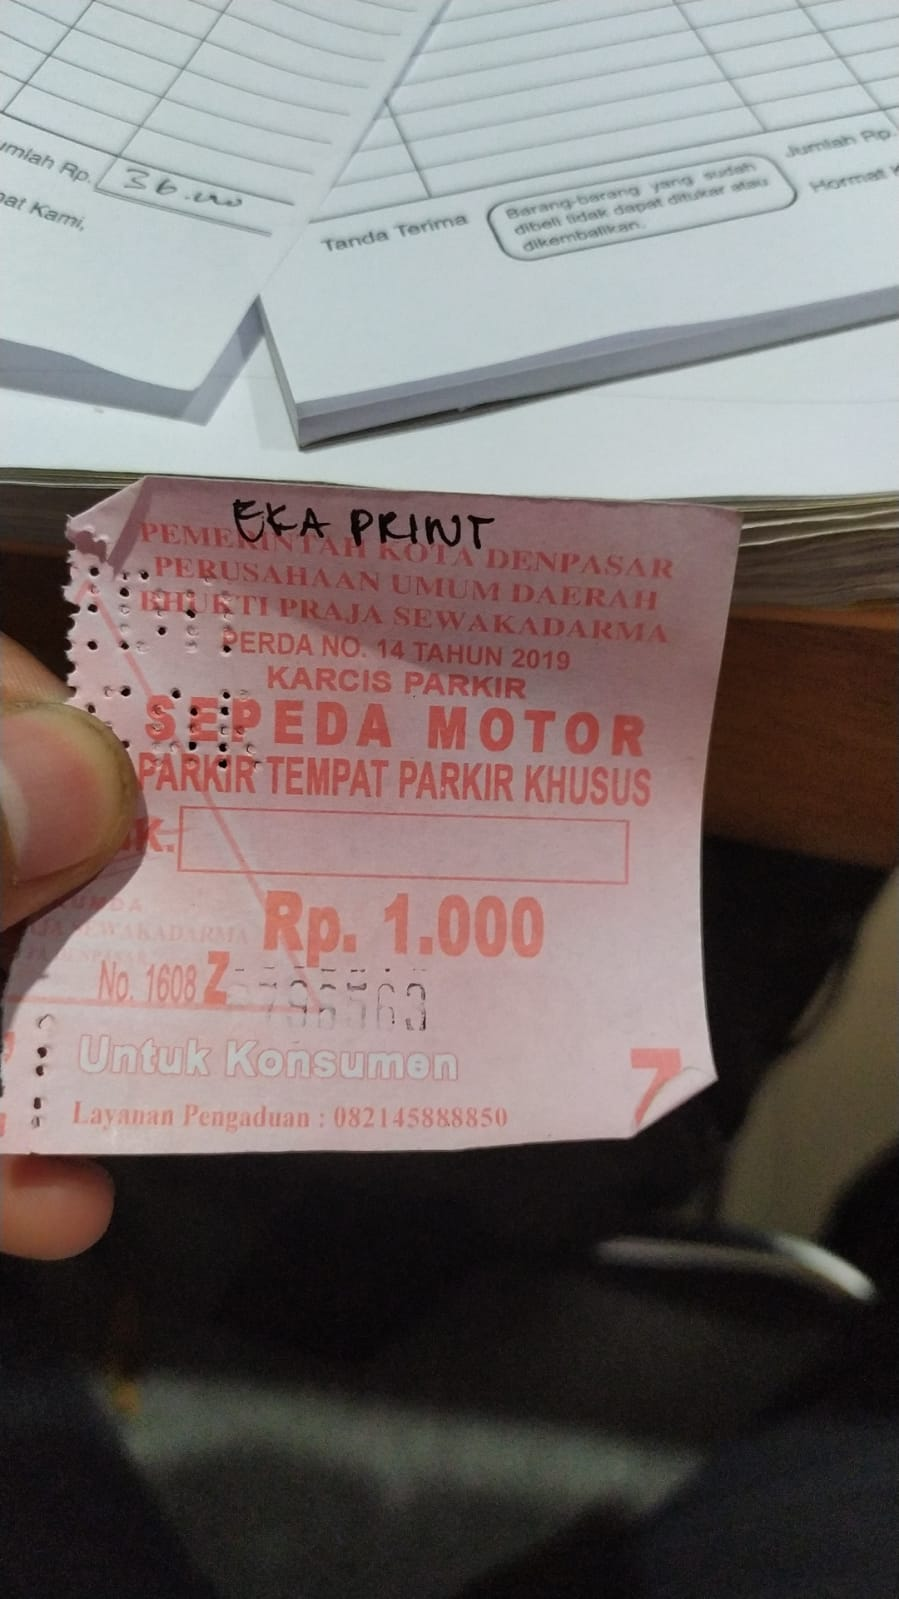 Jumlah Rp.
36.000
Tanda Terima
Barang-barang yang sudah
dibeli tidak dapat ditukar atau
dikembalikan.
Jumlah Rp.
Hormat
Kami,
EKA PRINT
PEMERINTAH KOTA DENPASAR
PERUSAHAAN UMUM DAERAH
BHUKTI PRAJA SEWAKADARMA
PERDA NO. 14 TAHUN 2019
KARCIS PARKIR
SEPEDA MOTOR
PARKIR TEMPAT PARKIR KHUSUS
Rp. 1.000
SEWAKADARMA
No. 1608 Z
Untuk Konsumen
7
Layanan Pengaduan : 082145888850